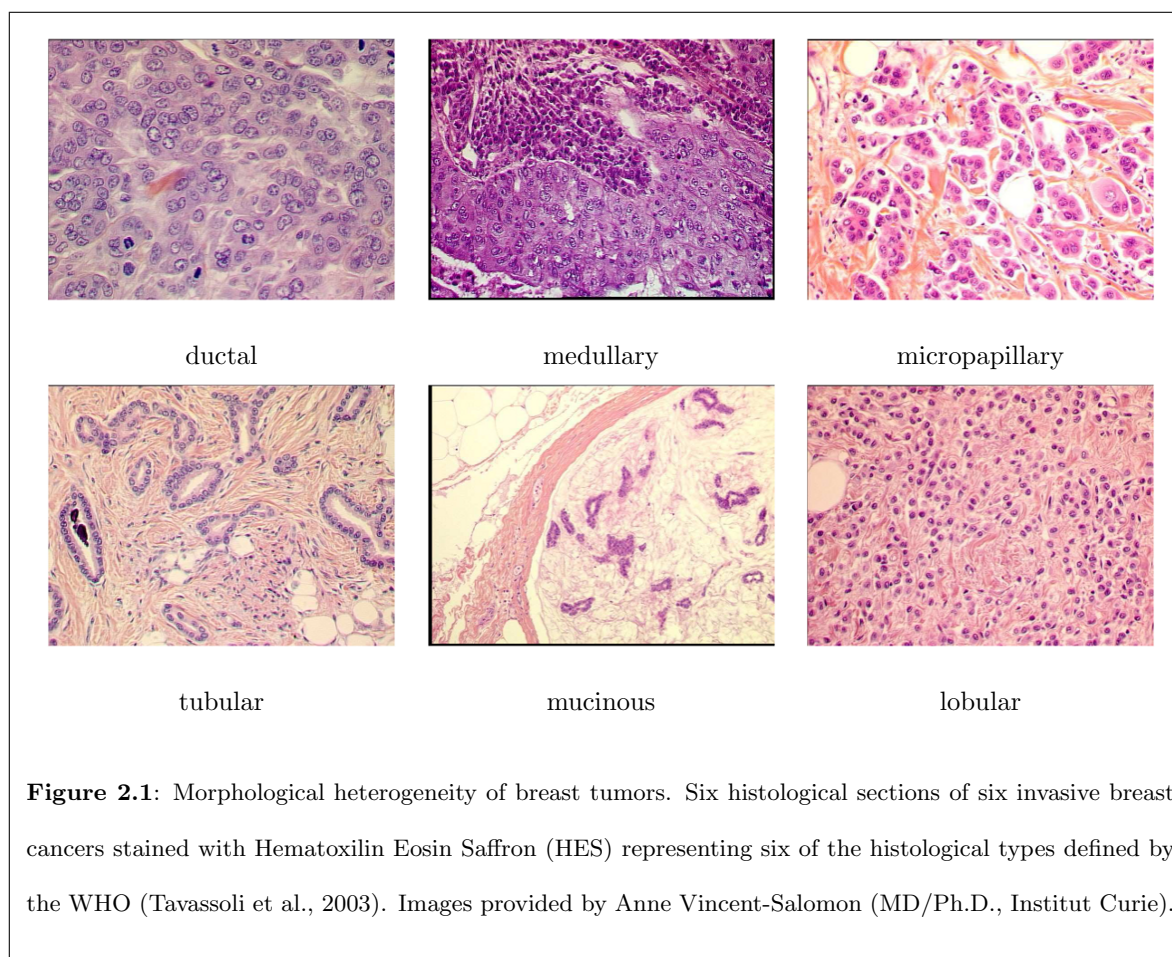 ductal medullary micropapillary
tubular mucinous lobular
Figure 2.1: Morphological heterogeneity of breast tumors. Six histological sections of six invasive breast
cancers stained with Hematoxilin Eosin Saffron (HES) representing six of the histological types defined by
the WHO (Tavassoli et al., 2003). Images provided by Anne Vincent-Salomon (MD/Ph.D., Institut Curie).